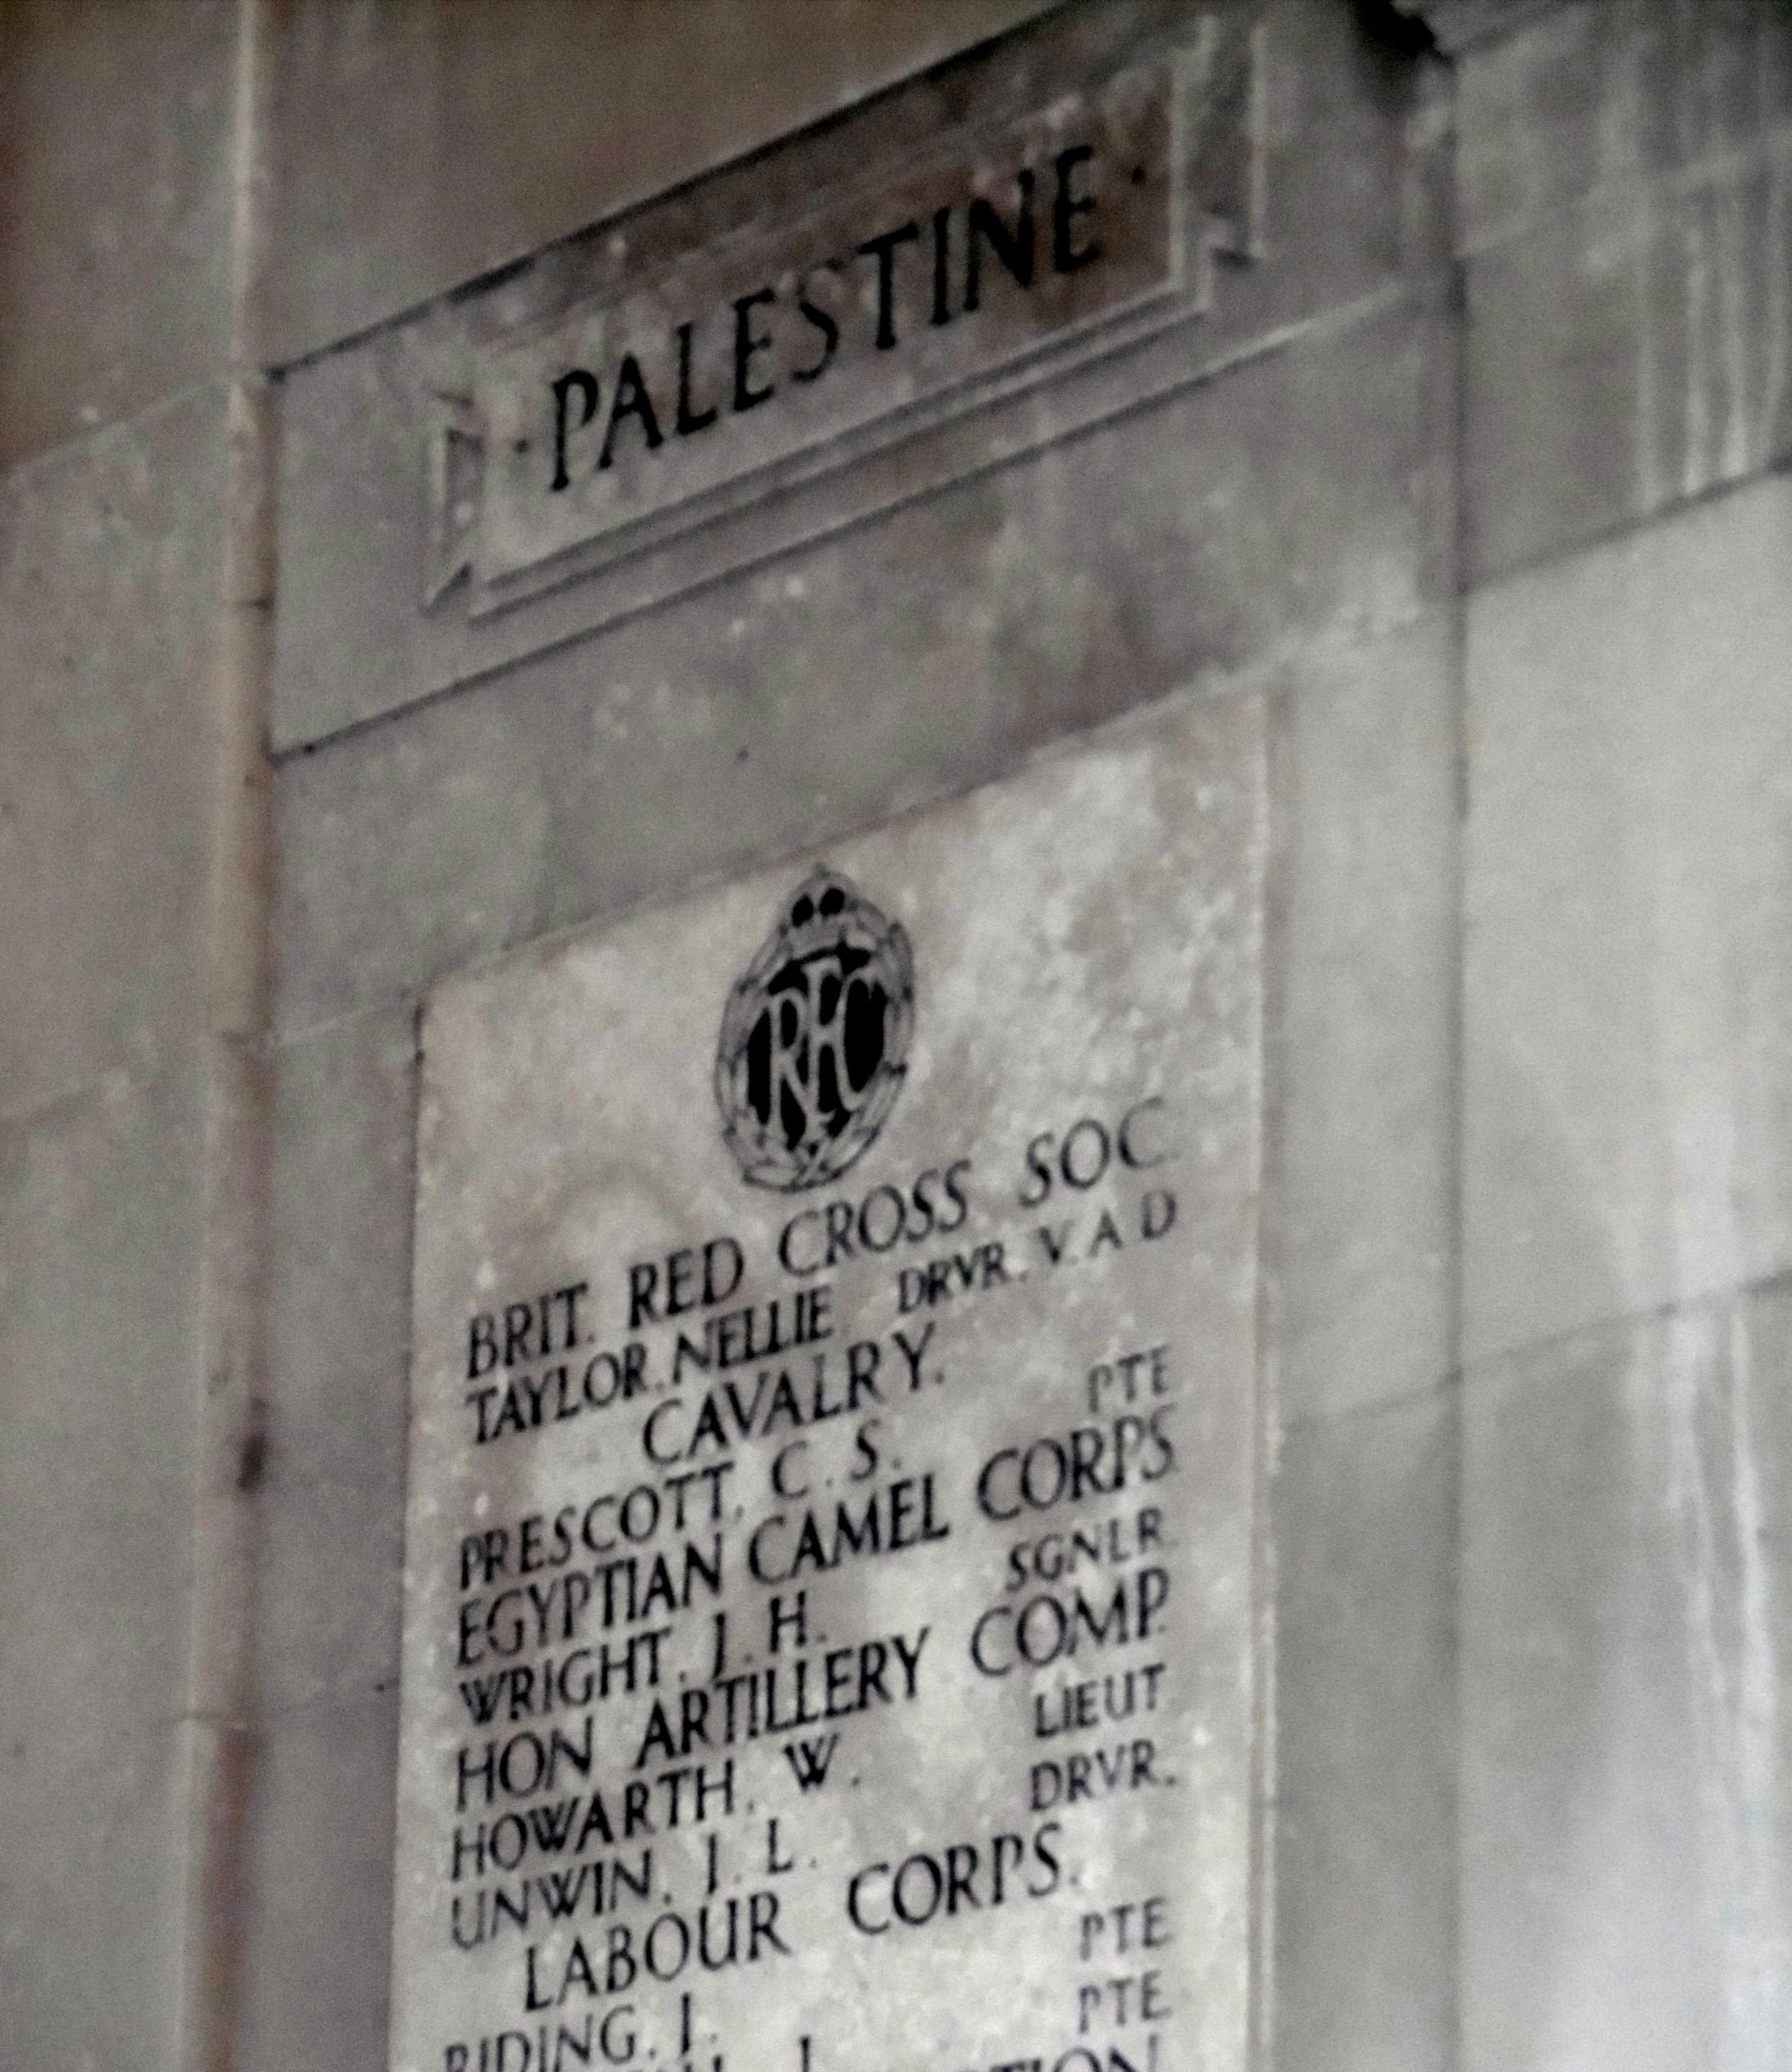 · PALESTINE ·
RFC
BRIT. RED CROSS SOC.
TAYLOR. NELLIE DRVR. V. A D
CAVALRY.
PRESCOTT. C. S. PTE
EGYPTIAN CAMEL CORPS
WRIGHT. J. H. SGNLR.
HON ARTILLERY COMP.
HOWARTH. W. LIEUT
UNWIN. J. L. DRVR.
LABOUR CORPS.
RIDING. J. PTE
J. PTE